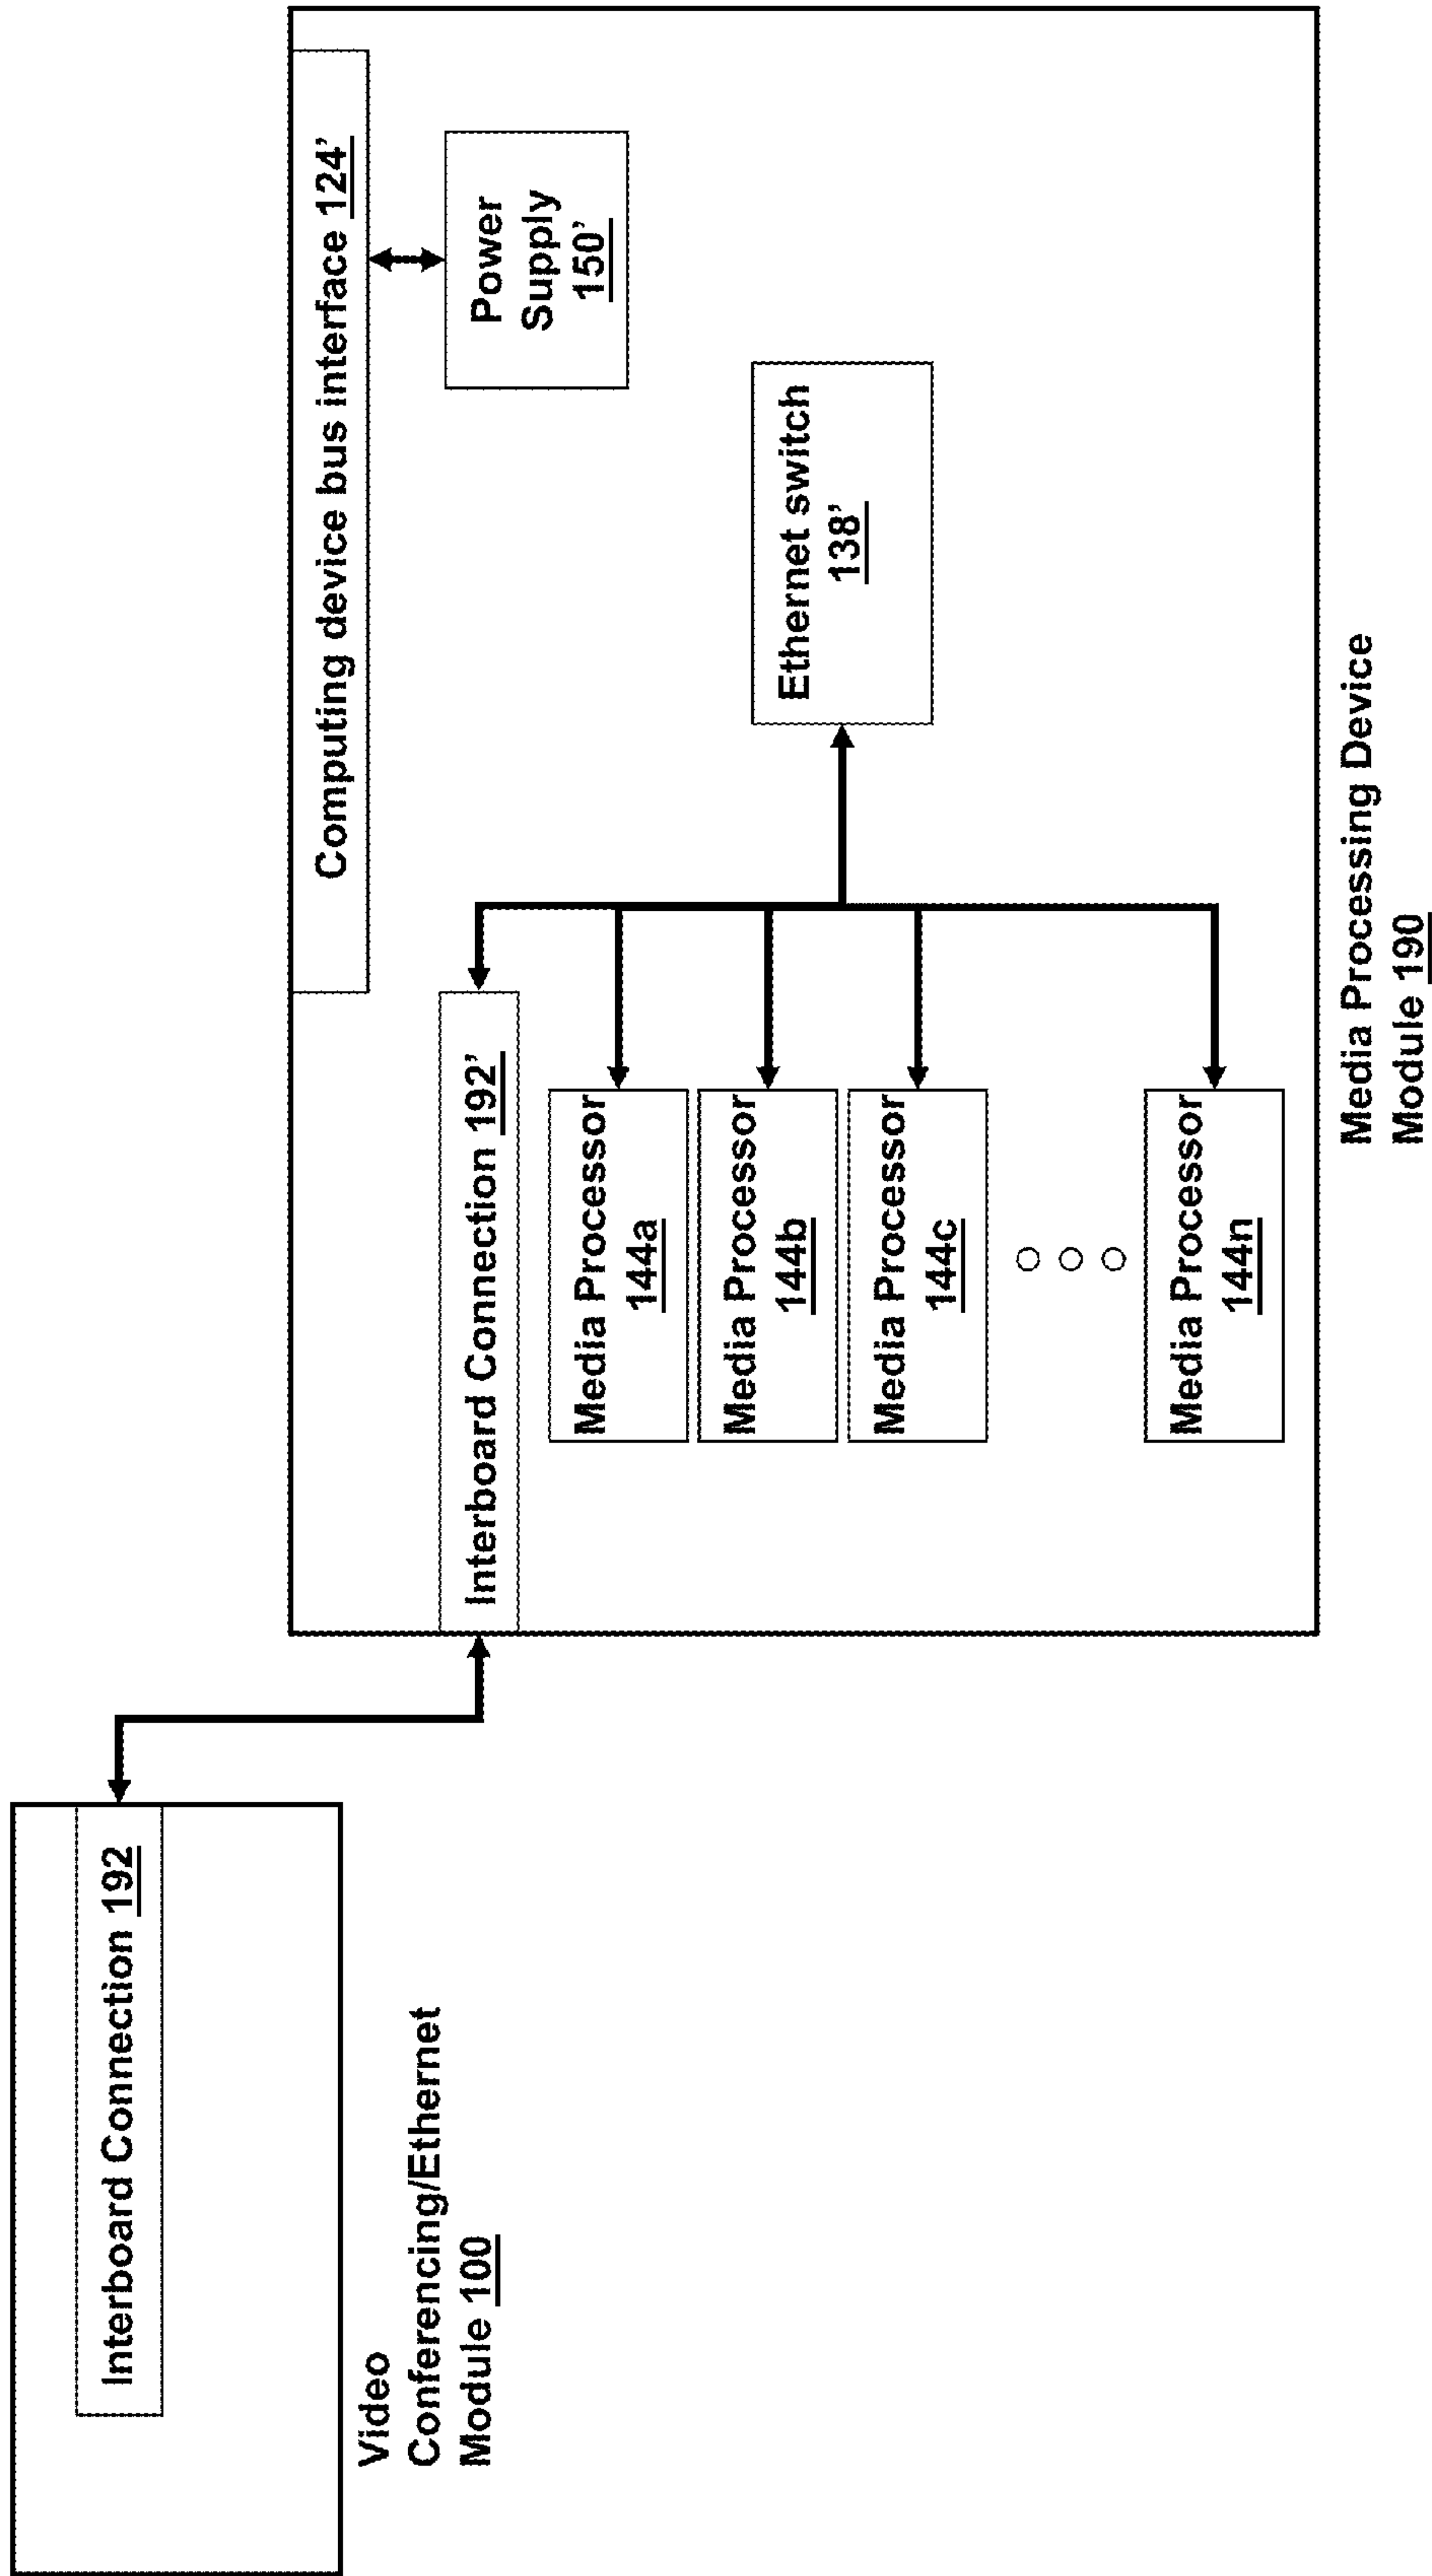 Interboard Connection 192
Video
Conferencing/Ethernet
Module 100
Computing device bus interface 124'
Power
Supply
150'
Interboard Connection 192'
Ethernet switch
138'
Media Processor
144a
Media Processor
144b
Media Processor
144c
Media Processor
144n
Media Processing Device
Module 190